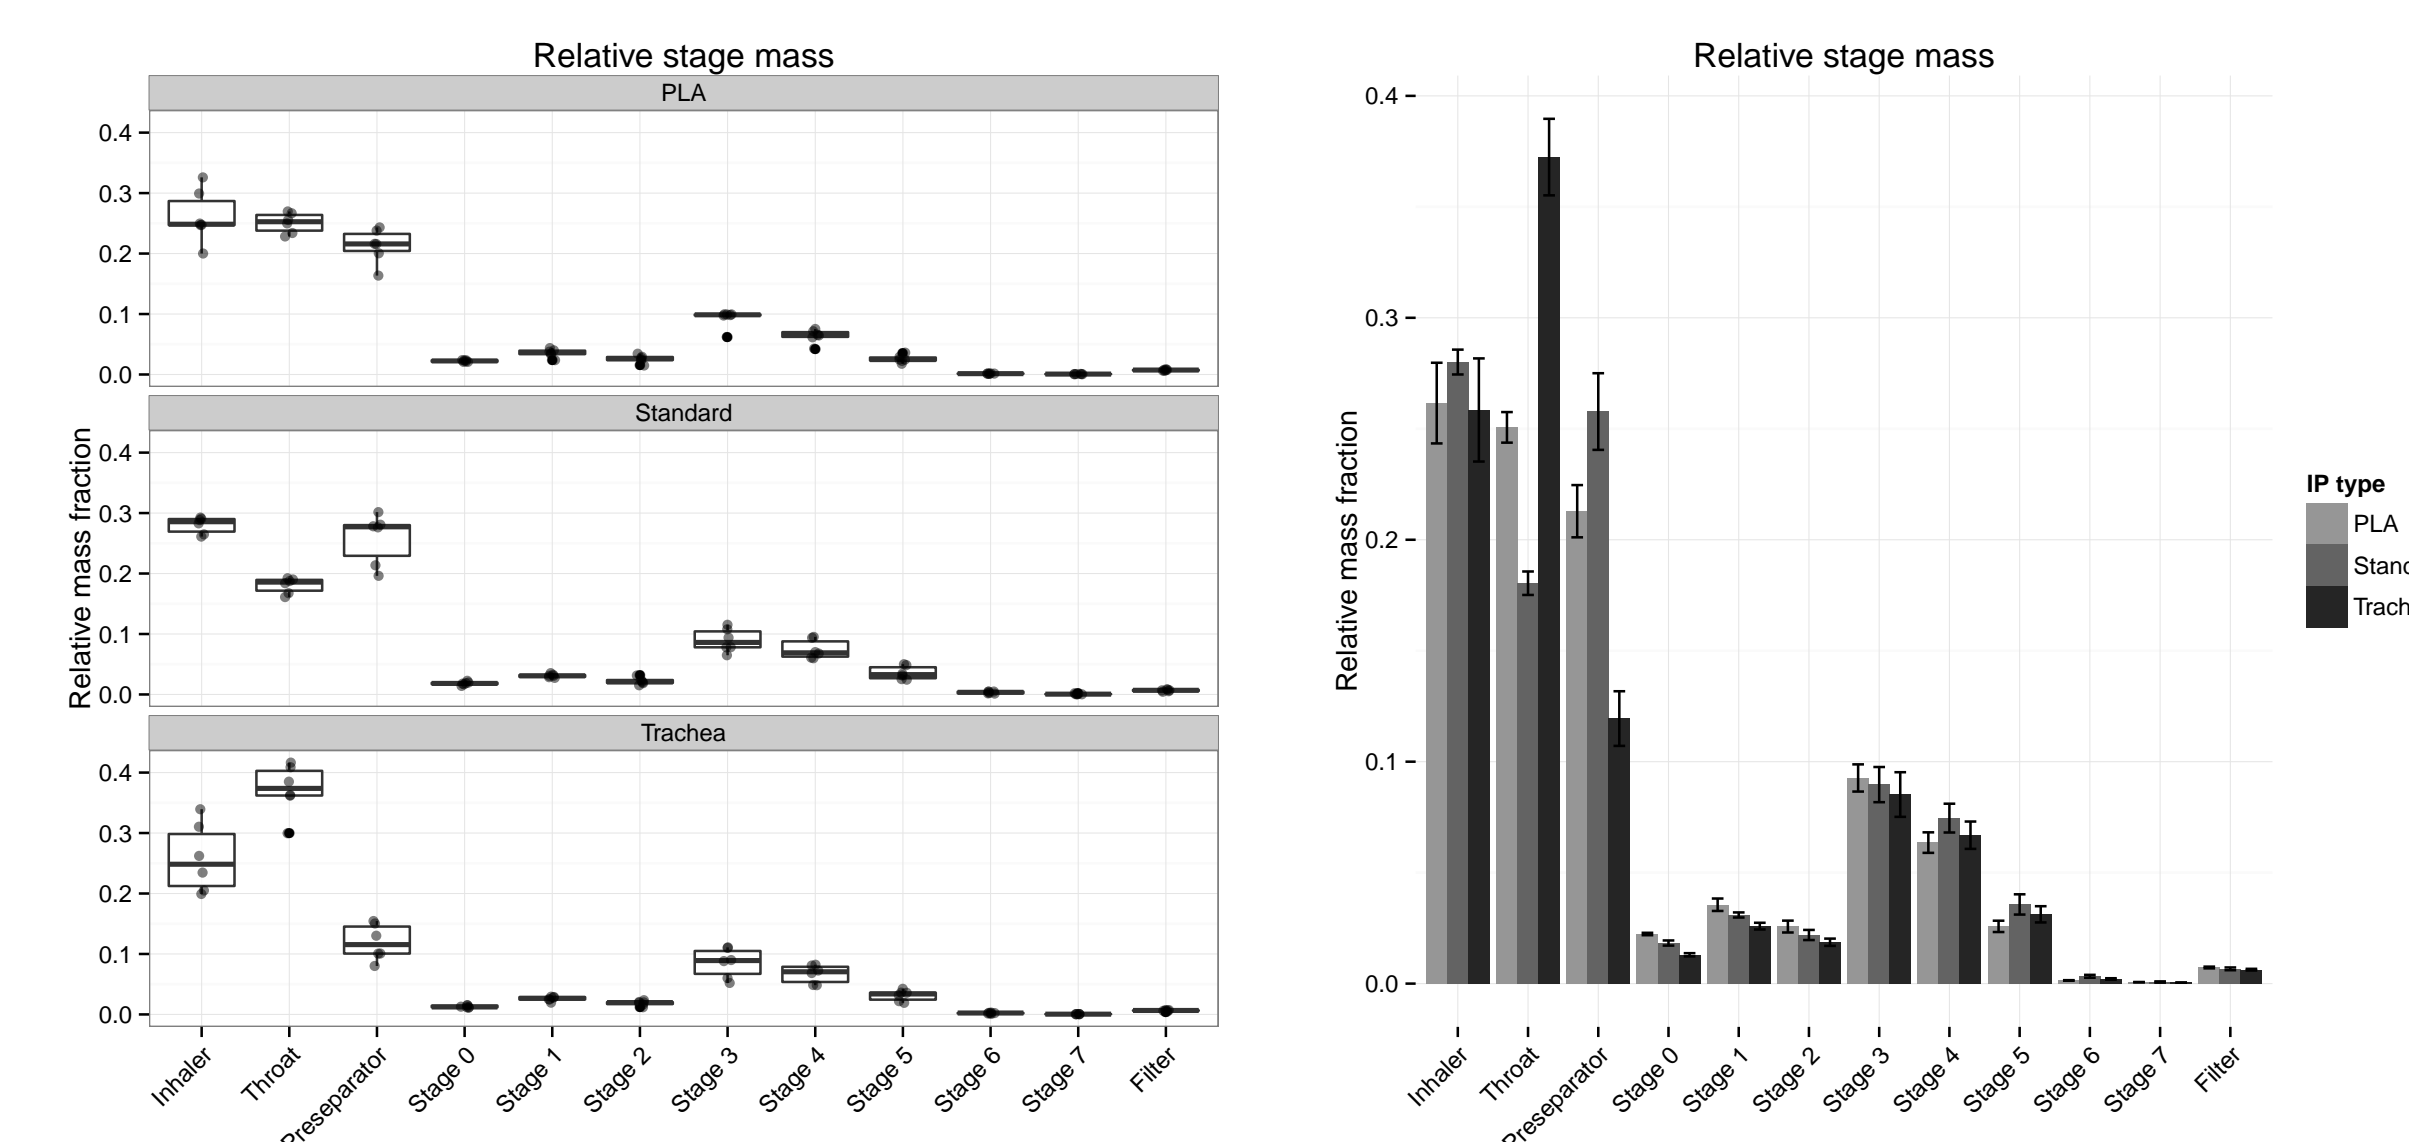 Relative stage mass
PLA
0.4
0.3
0.2
0.1
0.0
Standard
0.4
0.3
0.2
0.1
0.0
Trachea
0.4
0.3
0.2
0.1
0.0
Relative mass fraction
Inhaler
Throat
Preseparator
Stage 0
Stage 1
Stage 2
Stage 3
Stage 4
Stage 5
Stage 6
Stage 7
Filter
Relative stage mass
0.4
0.3
0.2
0.1
0.0
Relative mass fraction
Inhaler
Throat
Preseparator
Stage 0
Stage 1
Stage 2
Stage 3
Stage 4
Stage 5
Stage 6
Stage 7
Filter
IP type
PLA
Stand
Trach